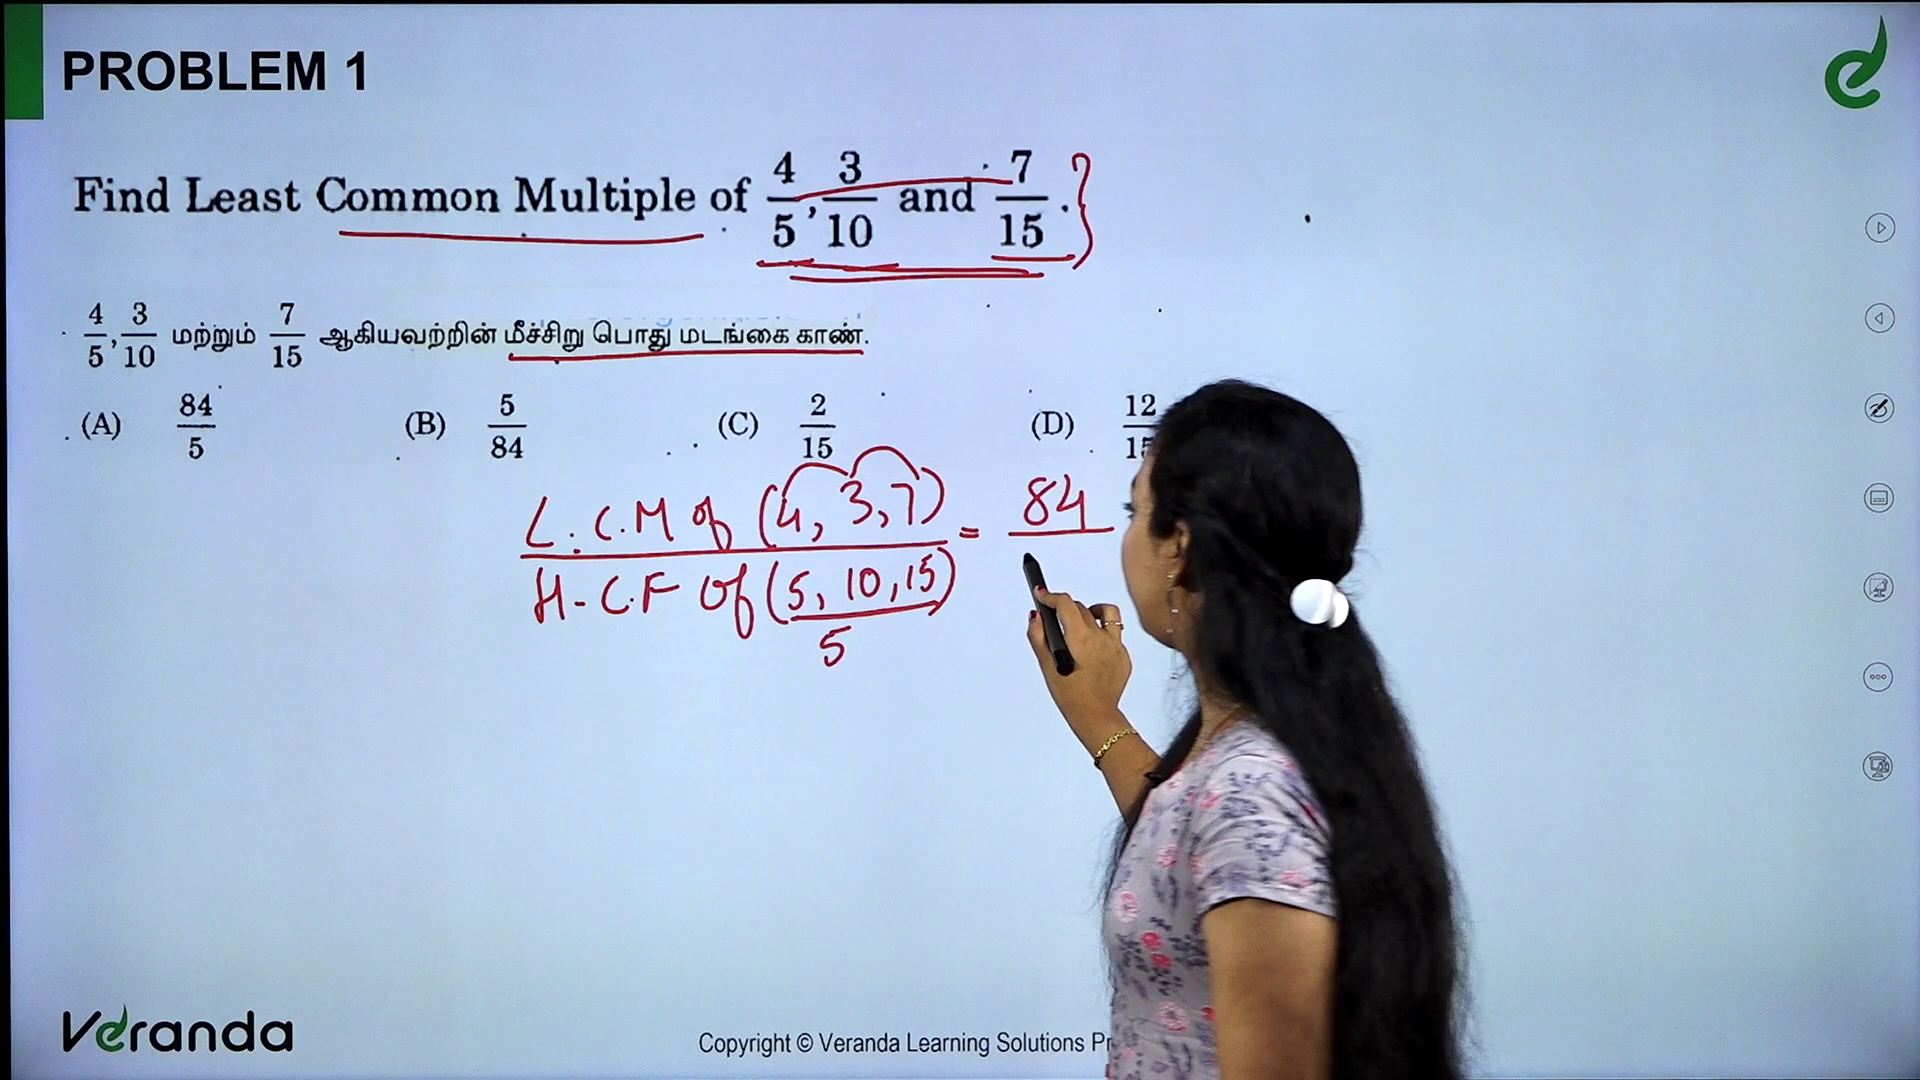 PROBLEM 1
Find Least Common Multiple of 4/5, 3/10 and 7/15.
4/5, 3/10 மற்றும் 7/15 ஆகியவற்றின் மீச்சிறு பொது மடங்கை காண்.
(A) 84/5 (B) 5/84 (C) 2/15 (D) 12/15
L.C.M of (4, 3, 7) = 84
H.C.F of (5, 10, 15)
5
Veranda
Copyright © Veranda Learning Solutions